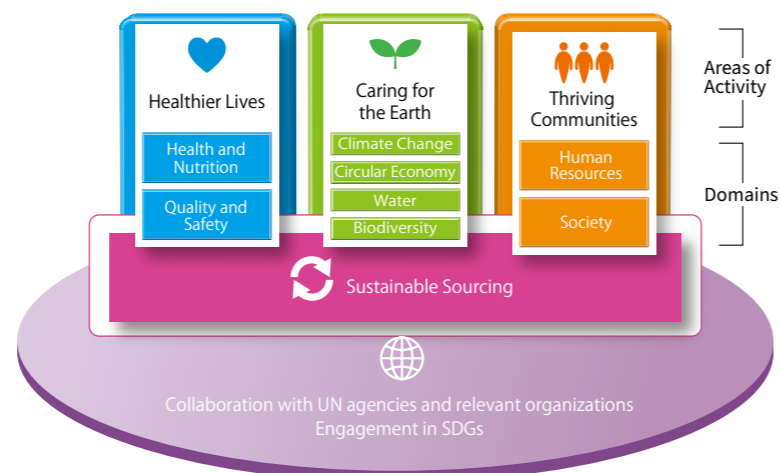 Healthier Lives
Health and
Nutrition
Quality and
Safety
Caring for
the Earth
Climate Change
Circular Economy
Water
Biodiversity
Thriving
Communities
Human
Resources
Society
Areas of
Activity
Domains
Sustainable Sourcing
Collaboration with UN agencies and relevant organizations
Engagement in SDGs